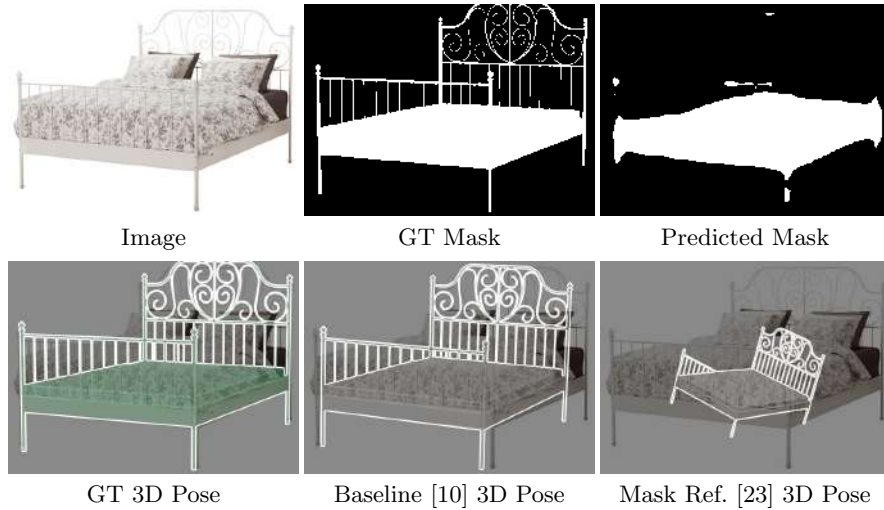 Image GT Mask Predicted Mask
GT 3D Pose Baseline [10] 3D Pose Mask Ref. [23] 3D Pose